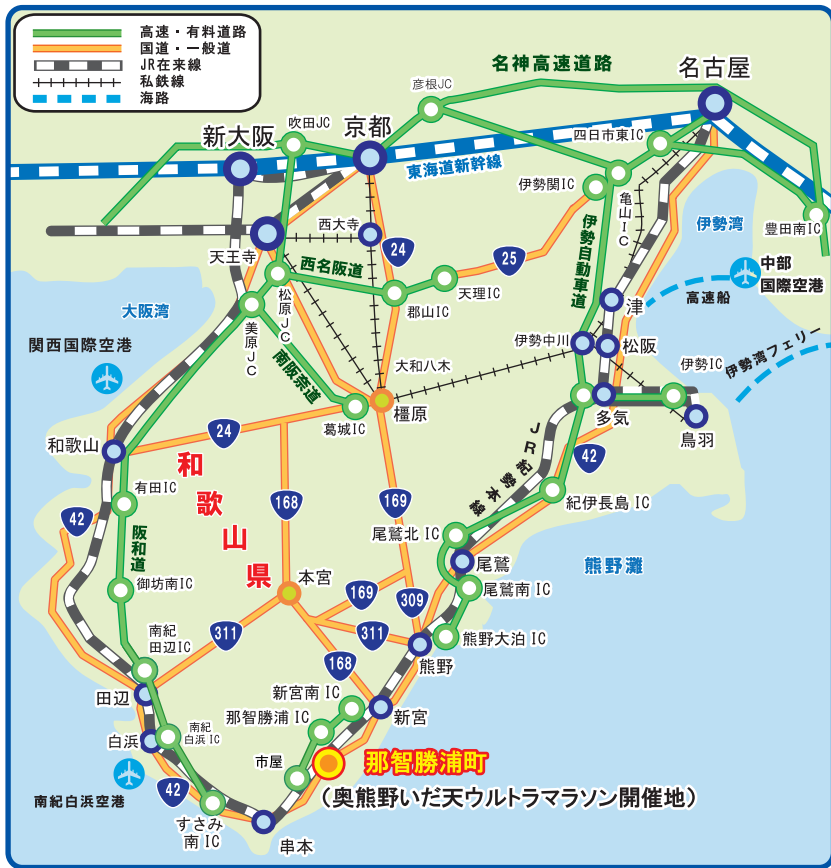 高速・有料道路
国道・一般道
JR在来線
私鉄線
海路
名神高速道路
名古屋
彦根JC
吹田JC
京都
新大阪
四日市東IC
東海道新幹線
伊勢関IC
亀山IC
伊勢湾
豊田南IC
西大寺
24
天王寺
伊勢自動車道
25
西名阪道
中部
国際空港
高速船
大阪湾
松原JC
郡山IC
天理IC
津
美原JC
伊勢中川
松阪
関西国際空港
南阪奈道
大和八木
伊勢IC
伊勢湾フェリー
葛城IC
橿原
多気
鳥羽
和歌山
24
JR紀勢本線
42
和歌山県
有田IC
168
169
紀伊長島IC
42
阪和道
尾鷲北IC
尾鷲
熊野灘
御坊南IC
本宮
169
309
尾鷲南IC
311
311
熊野大泊IC
南紀
田辺IC
168
熊野
田辺
新宮南IC
新宮
那智勝浦IC
南紀
白浜IC
白浜
市屋
那智勝浦町
南紀白浜空港
42
(奥熊野いだ天ウルトラマラソン開催地)
すさみ
南IC
串本